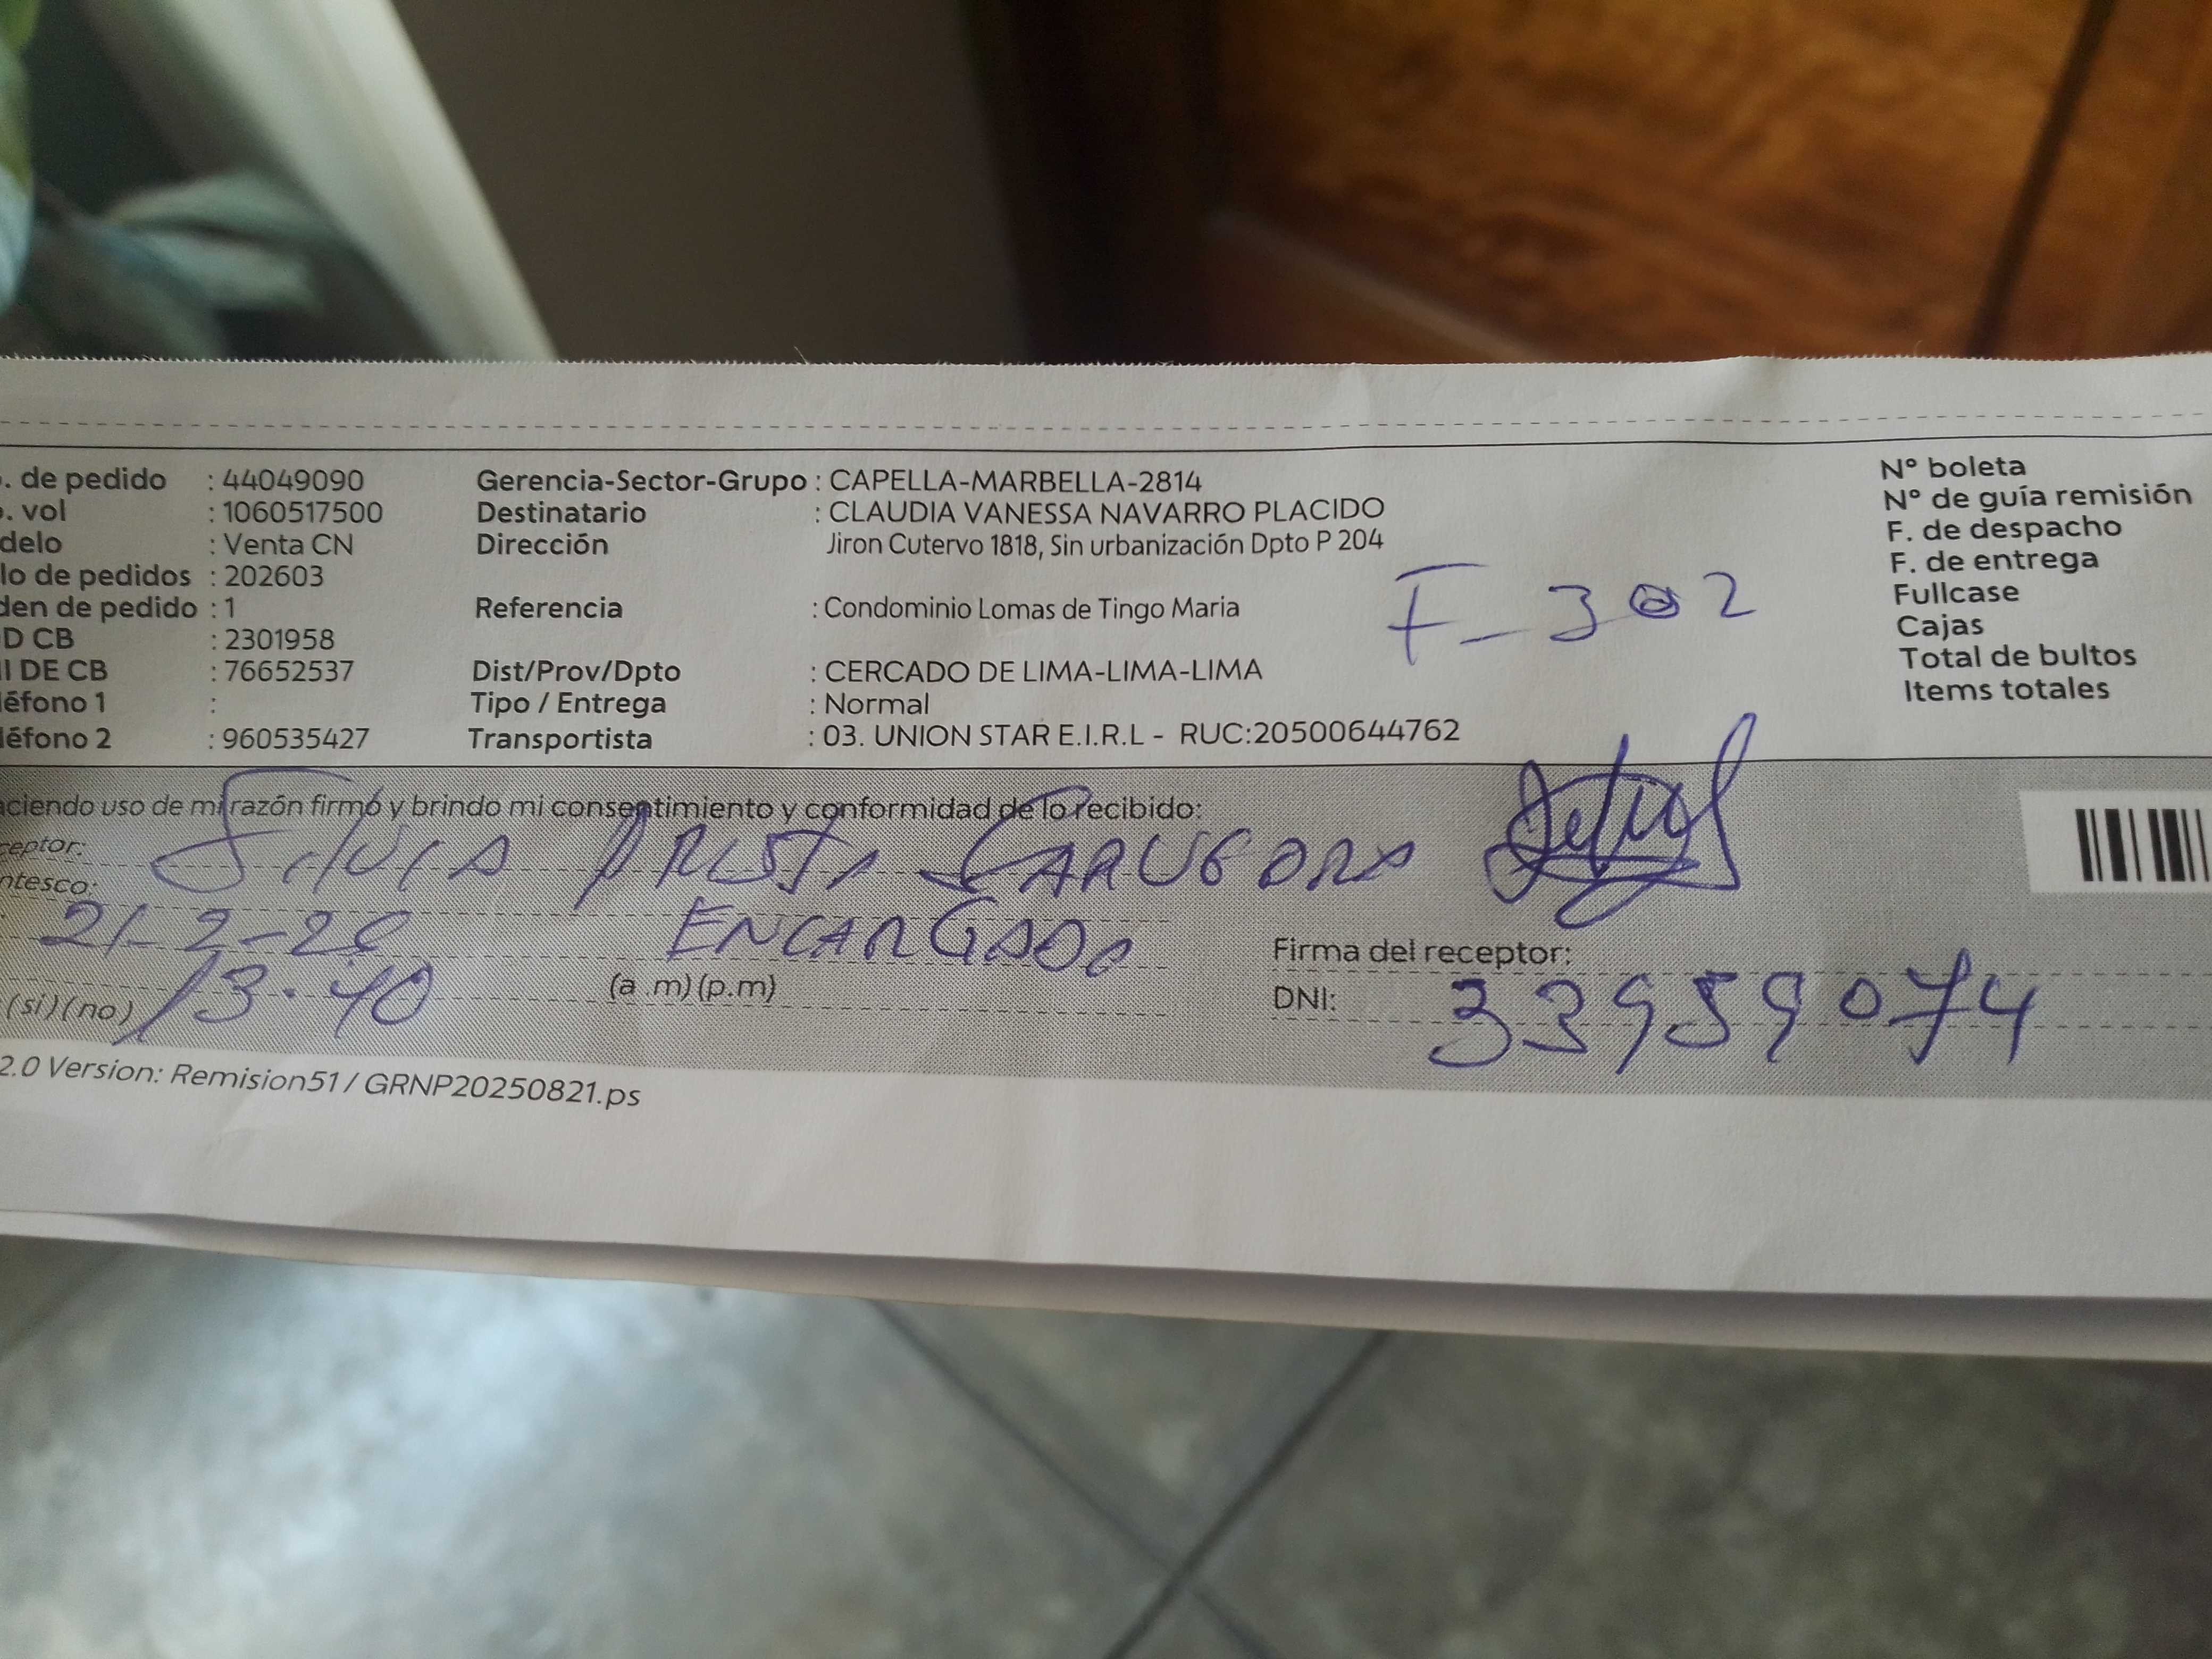 . de pedido : 44049090 Gerencia-Sector-Grupo : CAPELLA-MARBELLA-2814 N° boleta
. vol : 1060517500 Destinatario : CLAUDIA VANESSA NAVARRO PLACIDO N° de guía remisión
delo : Venta CN Dirección Jiron Cutervo 1818, Sin urbanización Dpto P 204 F. de despacho
lo de pedidos : 202603 F. de entrega
den de pedido : 1 Referencia : Condominio Lomas de Tingo Maria F_302 Fullcase
D CB : 2301958 Cajas
I DE CB : 76652537 Dist/Prov/Dpto : CERCADO DE LIMA-LIMA-LIMA Total de bultos
léfono 1 : Tipo / Entrega : Normal Items totales
léfono 2 : 960535427 Transportista : 03. UNION STAR E.I.R.L - RUC:20500644762
aciendo uso de mi razón firmo y brindo mi consentimiento y conformidad de lo recibido:
ceptor: Silvia
ntesco:
21-2-26 ENCARGADO Firma del receptor:
(si)(no) 13.40 (a .m)(p.m) DNI: 33959074
2.0 Version: Remision51 / GRNP20250821.ps